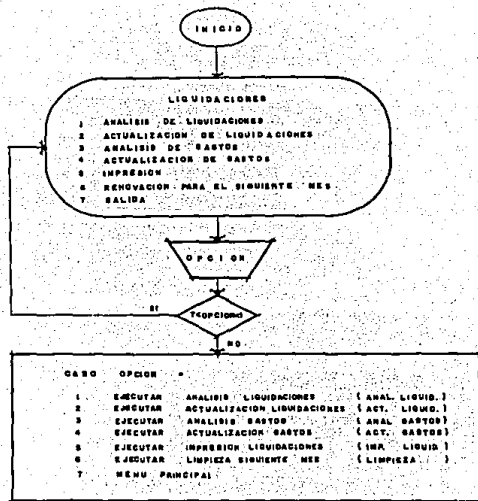 INICIO
LIQUIDACIONES
1 ANALISIS DE LIQUIDACIONES
2 ACTUALIZACION DE LIQUIDACIONES
3 ANALISIS DE GASTOS
4 ACTUALIZACION DE GASTOS
5 IMPRESION
6 RENOVACION PARA EL SIGUIENTE MES
7 SALIDA
OPCION
SI
7<OPCION<1
NO
CASO OPCION =
1 EJECUTAR ANALISIS LIQUIDACIONES (ANAL. LIQUID.)
2 EJECUTAR ACTUALIZACION LIQUIDACIONES (ACT. LIQUID.)
3 EJECUTAR ANALISIS GASTOS (ANAL GASTOS)
4 EJECUTAR ACTUALIZACION GASTOS (ACT. GASTOS)
5 EJECUTAR IMPRESION LIQUIDACIONES (IMP. LIQUID)
6 EJECUTAR LIMPIEZA SIGUIENTE MES (LIMPIEZA)
7 MENU PRINCIPAL